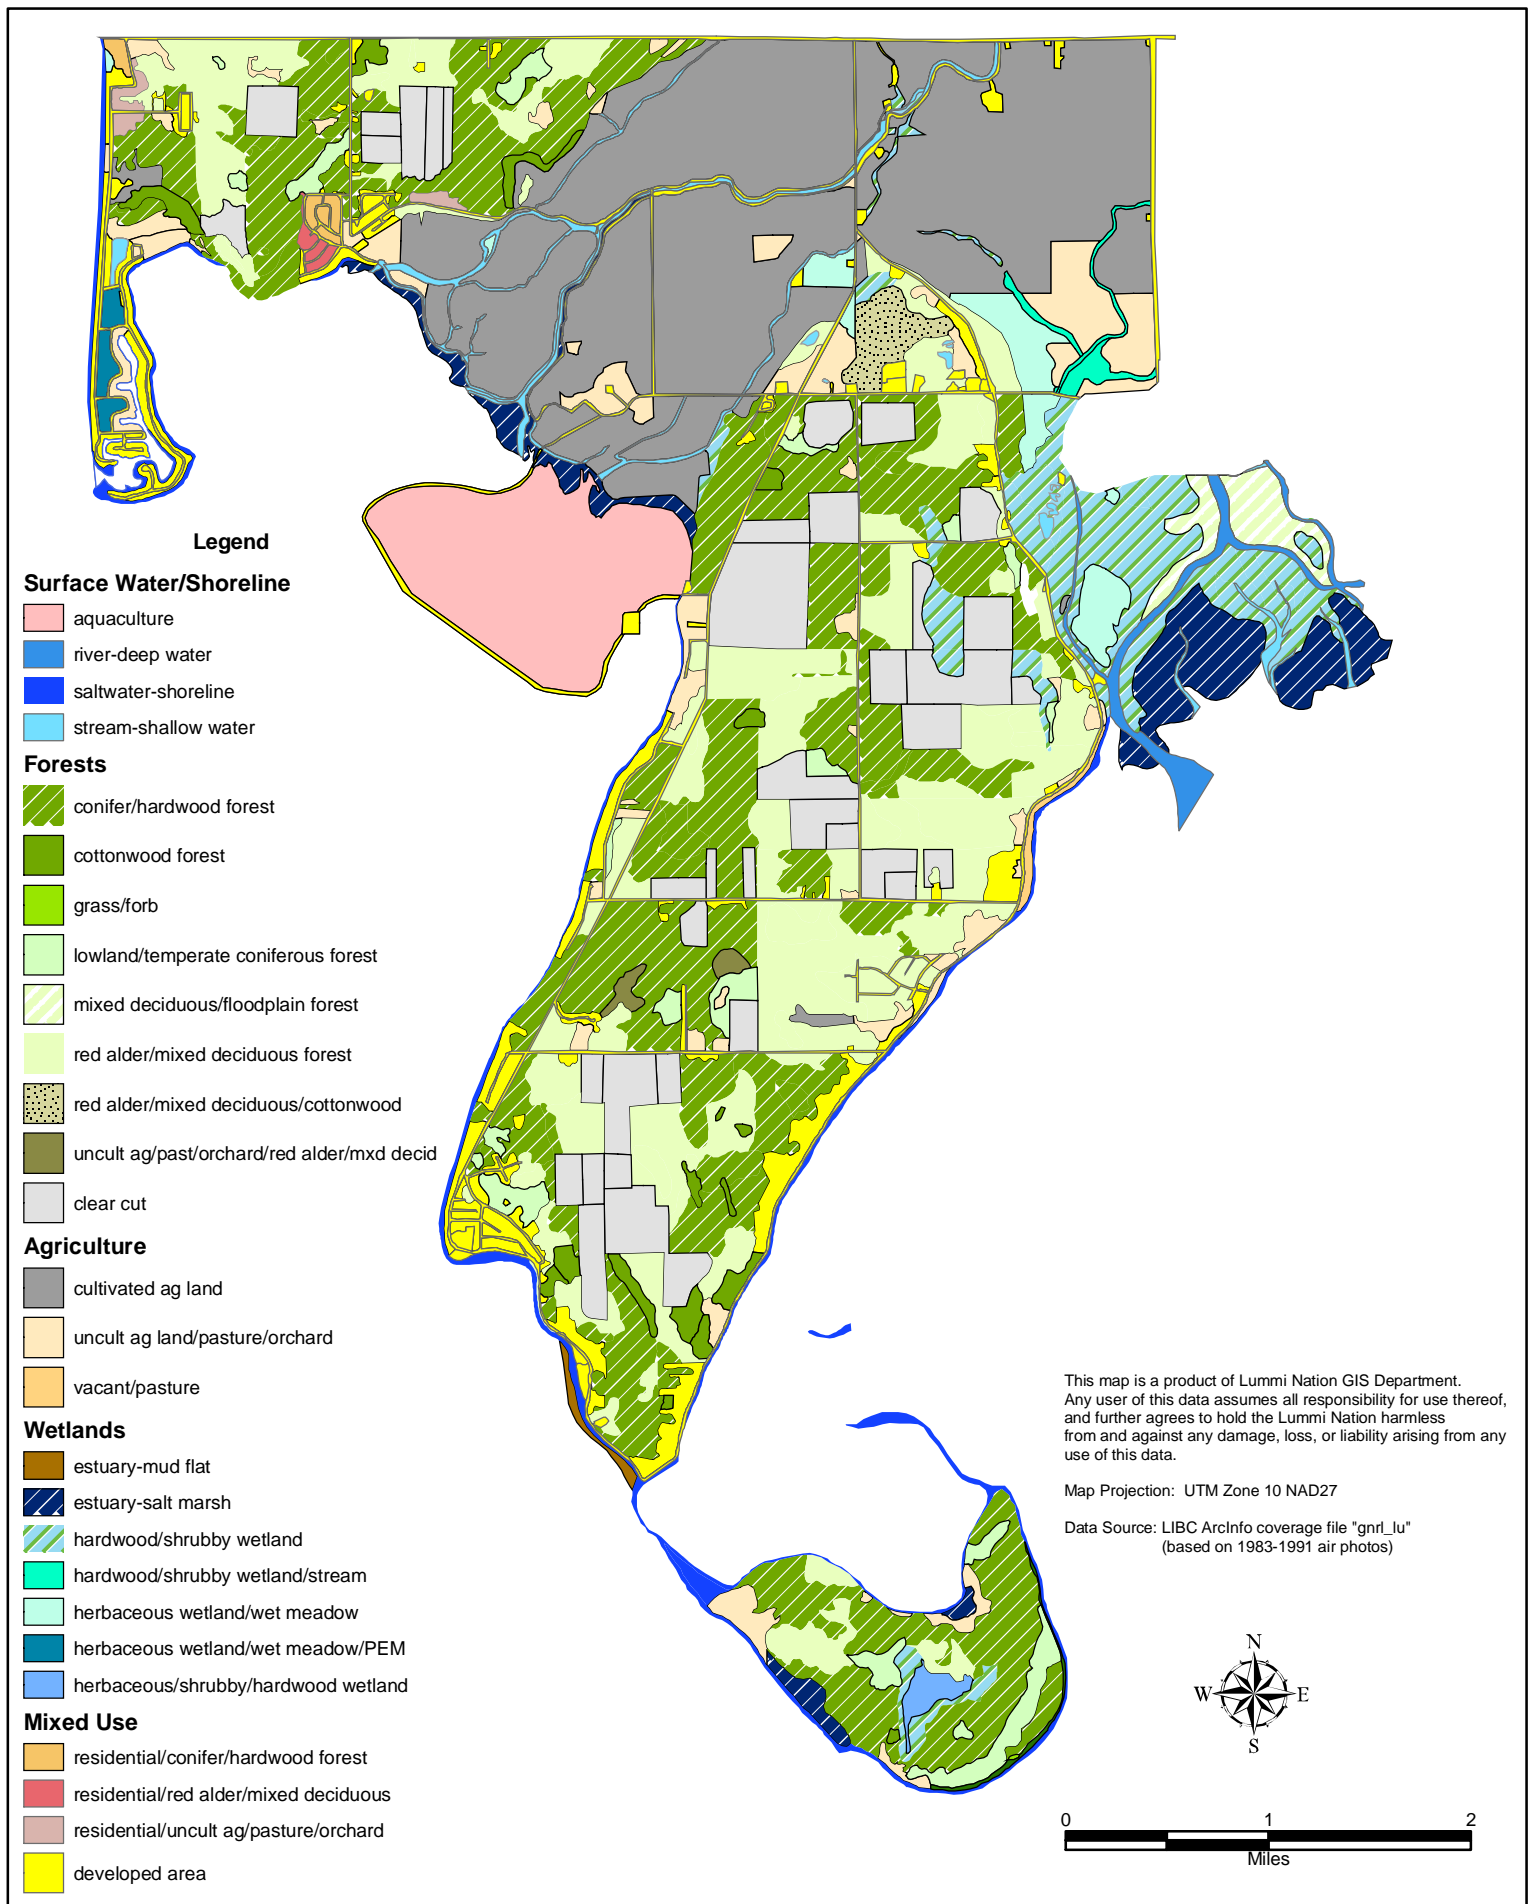 Legend
Surface Water/Shoreline
aquaculture
river-deep water
saltwater-shoreline
stream-shallow water
Forests
conifer/hardwood forest
cottonwood forest
grass/forb
lowland/temperate coniferous forest
mixed deciduous/floodplain forest
red alder/mixed deciduous forest
red alder/mixed deciduous/cottonwood
uncult ag/past/orchard/red alder/mxd decid
clear cut
Agriculture
cultivated ag land
uncult ag land/pasture/orchard
vacant/pasture
Wetlands
estuary-mud flat
estuary-salt marsh
hardwood/shrubby wetland
hardwood/shrubby wetland/stream
herbaceous wetland/wet meadow
herbaceous wetland/wet meadow/PEM
herbaceous/shrubby/hardwood wetland
Mixed Use
residential/conifer/hardwood forest
residential/red alder/mixed deciduous
residential/uncult ag/pasture/orchard
developed area
This map is a product of Lummi Nation GIS Department.
Any user of this data assumes all responsibility for use thereof,
and further agrees to hold the Lummi Nation harmless
from and against any damage, loss, or liability arising from any
use of this data.
Map Projection: UTM Zone 10 NAD27
Data Source: LIBC ArcInfo coverage file "gnrl_lu"
(based on 1983-1991 air photos)
N
W E
S
0 1 2
Miles